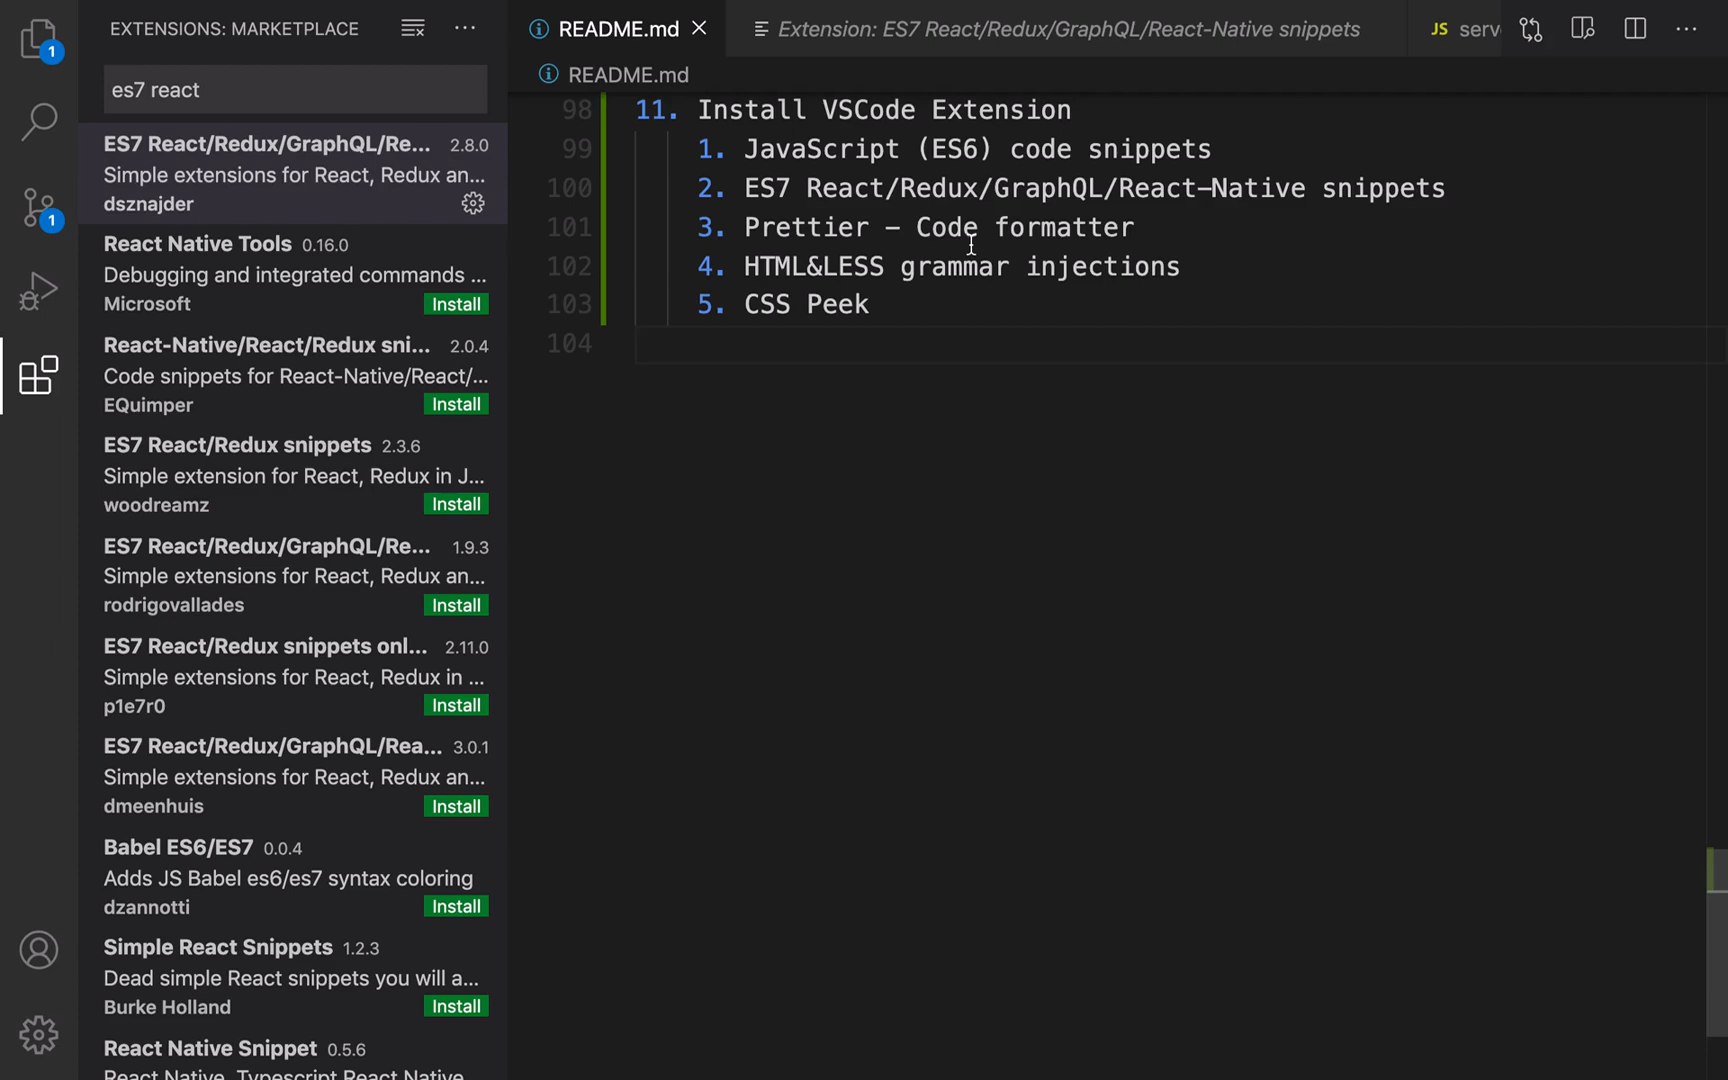 EXTENSIONS: MARKETPLACE
es7 react
ES7 React/Redux/GraphQL/Re... 2.8.0
Simple extensions for React, Redux an...
dsznajder
React Native Tools 0.16.0
Debugging and integrated commands ...
Microsoft Install
React-Native/React/Redux sni... 2.0.4
Code snippets for React-Native/React/...
EQuimper Install
ES7 React/Redux snippets 2.3.6
Simple extension for React, Redux in J...
woodreamz Install
ES7 React/Redux/GraphQL/Re... 1.9.3
Simple extensions for React, Redux an...
rodrigovallades Install
ES7 React/Redux snippets onl... 2.11.0
Simple extensions for React, Redux in ...
p1e7r0 Install
ES7 React/Redux/GraphQL/Rea... 3.0.1
Simple extensions for React, Redux an...
dmeenhuis Install
Babel ES6/ES7 0.0.4
Adds JS Babel es6/es7 syntax coloring
dzannotti Install
Simple React Snippets 1.2.3
Dead simple React snippets you will a...
Burke Holland Install
React Native Snippet 0.5.6
React Native, Typescript React Native
1
1
README.md Extension: ES7 React/Redux/GraphQL/React-Native snippets JS serv
README.md
98 11. Install VSCode Extension
99 1. JavaScript (ES6) code snippets
100 2. ES7 React/Redux/GraphQL/React-Native snippets
101 3. Prettier - Code formatter
102 4. HTML&LESS grammar injections
103 5. CSS Peek
104